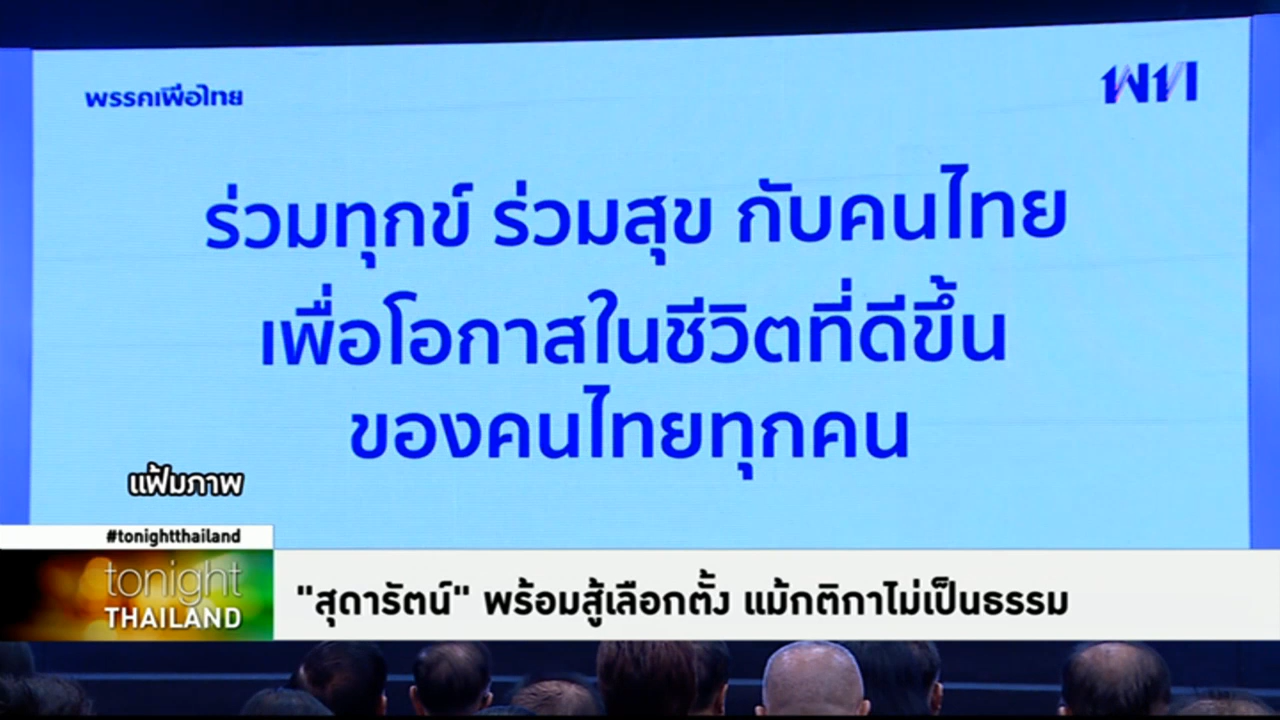 พรรคเพื่อไทย
พท
ร่วมทุกข์ ร่วมสุข กับคนไทย
เพื่อโอกาสในชีวิตที่ดีขึ้น
ของคนไทยทุกคน
แฟ้มภาพ
#tonightthailand
tonight
THAILAND
"สุดารัตน์" พร้อมสู้เลือกตั้ง แม้กติกาไม่เป็นธรรม